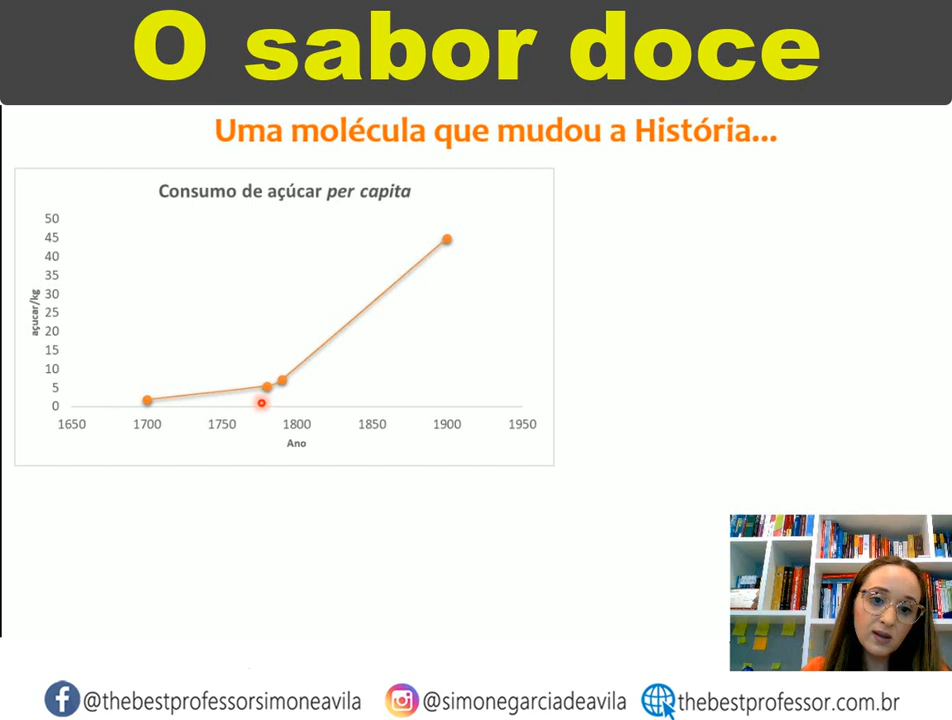 O sabor doce
Uma molécula que mudou a História...
Consumo de açúcar per capita
50
45
40
35
30
25
20
15
10
5
0
açucar/kg
1650 1700 1750 1800 1850 1900 1950
Ano
@thebestprofessorsimoneavila @simonegarciadeavila thebestprofessor.com.br